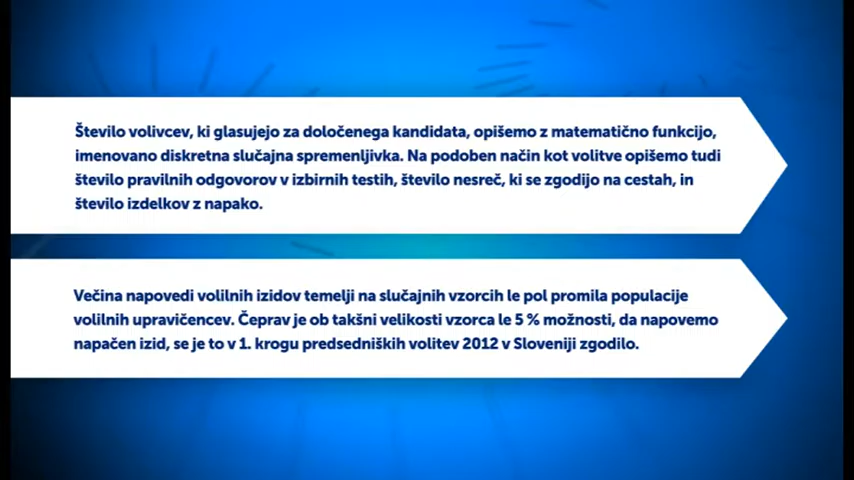 Število volivcev, ki glasujejo za določenega kandidata, opišemo z matematično funkcijo,
imenovano diskretna slučajna spremenljivka. Na podoben način kot volitve opišemo tudi
število pravilnih odgovorov v izbirnih testih, število nesreč, ki se zgodijo na cestah, in
število izdelkov z napako.
Večina napovedi volilnih izidov temelji na slučajnih vzorcih le pol promila populacije
volilnih upravičencev. Čeprav je ob takšni velikosti vzorca le 5 % možnosti, da napovemo
napačen izid, se je to v 1. krogu predsedniških volitev 2012 v Sloveniji zgodilo.